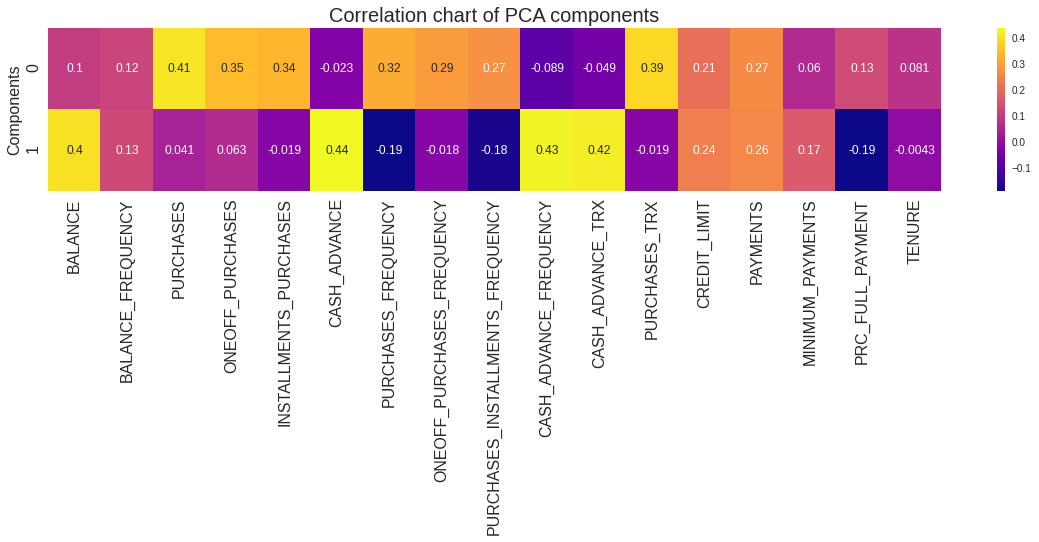 Correlation chart of PCA components
Components
0
0.1 0.12 0.41 0.35 0.34 -0.023 0.32 0.29 0.27 -0.089 -0.049 0.39 0.21 0.27 0.06 0.13 0.081
1
0.4 0.13 0.041 0.063 -0.019 0.44 -0.19 -0.018 -0.18 0.43 0.42 -0.019 0.24 0.26 0.17 -0.19 -0.0043
BALANCE
BALANCE_FREQUENCY
PURCHASES
ONEOFF_PURCHASES
INSTALLMENTS_PURCHASES
CASH_ADVANCE
PURCHASES_FREQUENCY
ONEOFF_PURCHASES_FREQUENCY
PURCHASES_INSTALLMENTS_FREQUENCY
CASH_ADVANCE_FREQUENCY
CASH_ADVANCE_TRX
PURCHASES_TRX
CREDIT_LIMIT
PAYMENTS
MINIMUM_PAYMENTS
PRC_FULL_PAYMENT
TENURE
0.4
0.3
0.2
0.1
0.0
−0.1